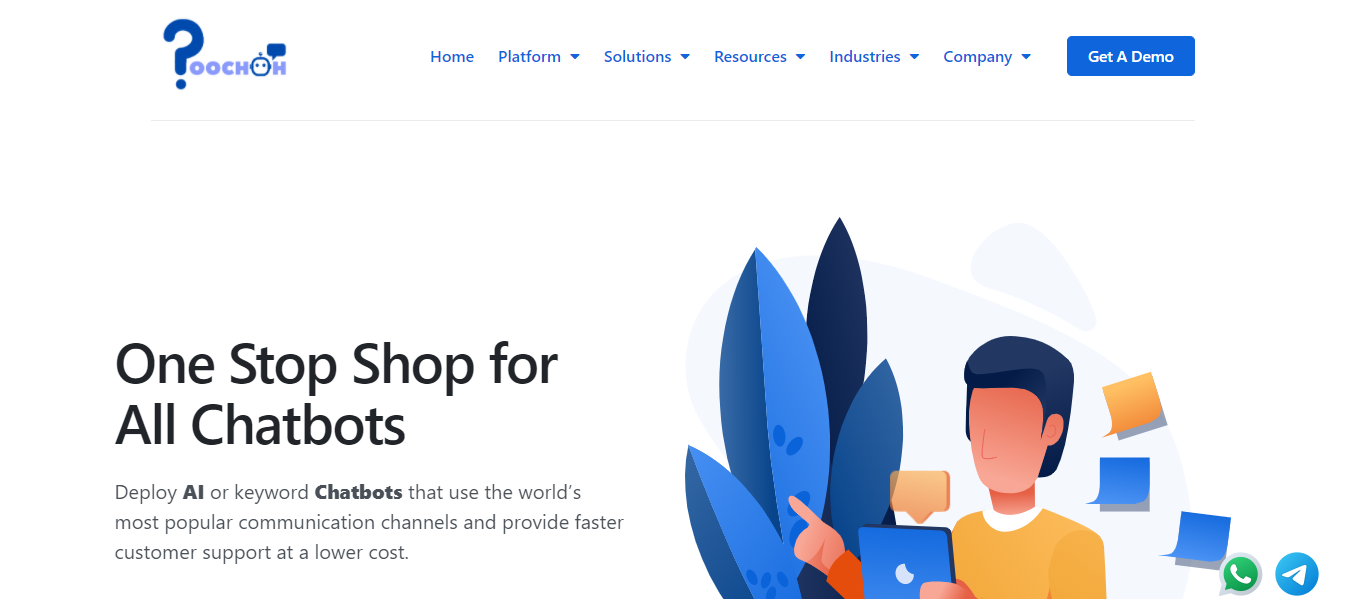 ?OOCHOH
Home Platform Solutions Resources Industries Company Get A Demo
One Stop Shop for
All Chatbots
Deploy AI or keyword Chatbots that use the world's
most popular communication channels and provide faster
customer support at a lower cost.